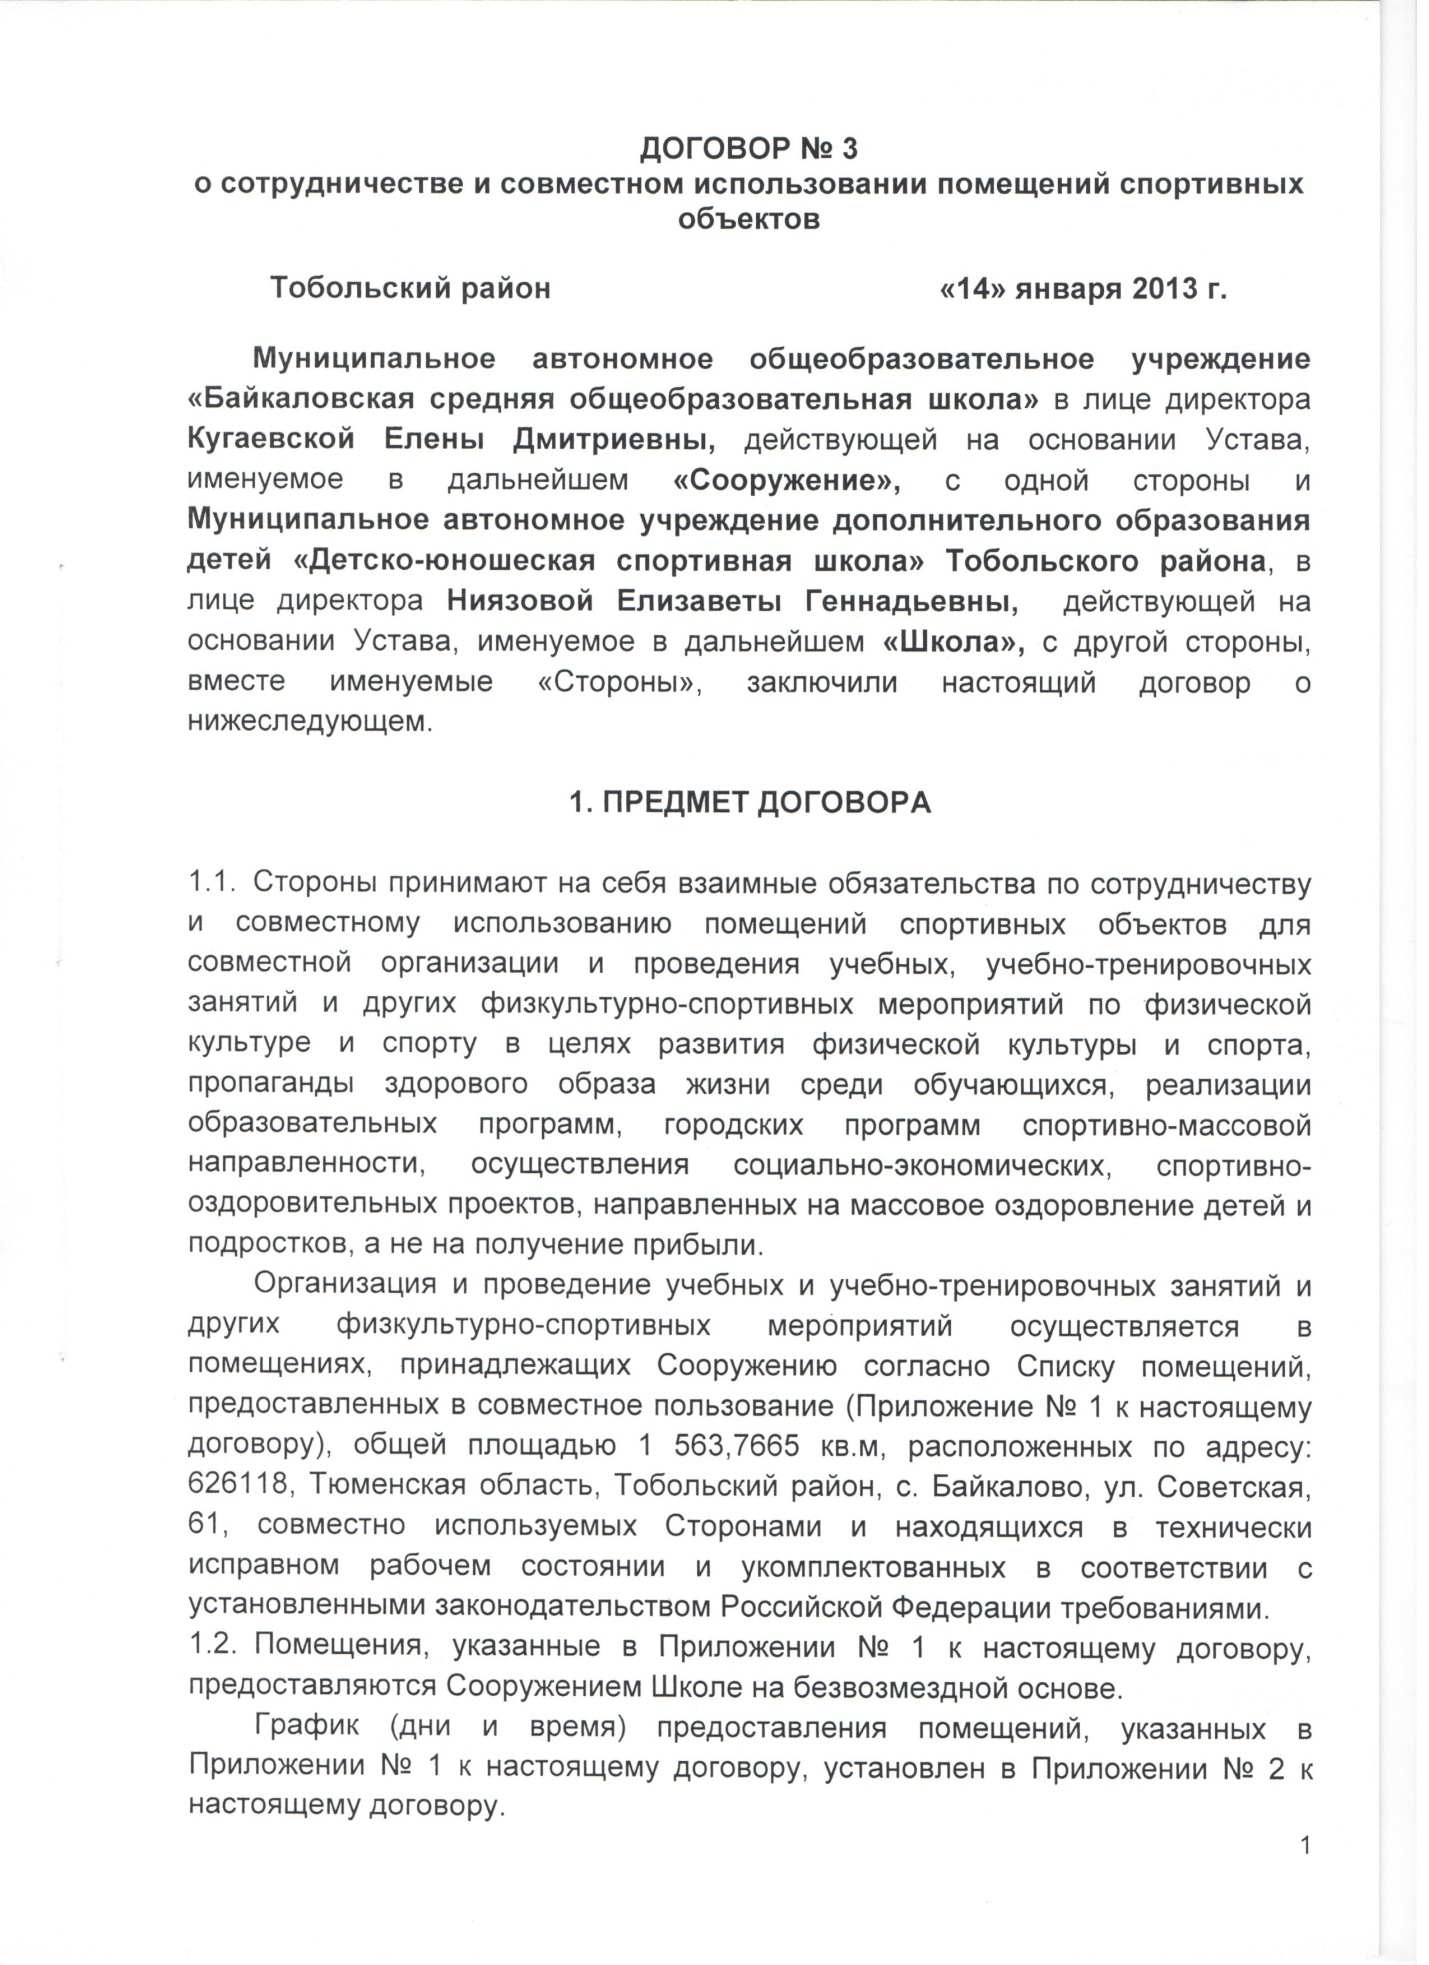 ДОГОВОР № 3
о сотрудничестве и совместном использовании помещений спортивных
объектов
Тобольский район «14» января 2013 г.
Муниципальное автономное общеобразовательное учреждение
«Байкаловская средняя общеобразовательная школа» в лице директора
Кугаевской Елены Дмитриевны, действующей на основании Устава,
именуемое в дальнейшем «Сооружение», с одной стороны и
Муниципальное автономное учреждение дополнительного образования
детей «Детско-юношеская спортивная школа» Тобольского района, в
лице директора Ниязовой Елизаветы Геннадьевны, действующей на
основании Устава, именуемое в дальнейшем «Школа», с другой стороны,
вместе именуемые «Стороны», заключили настоящий договор о
нижеследующем.
1. ПРЕДМЕТ ДОГОВОРА
1.1. Стороны принимают на себя взаимные обязательства по сотрудничеству
и совместному использованию помещений спортивных объектов для
совместной организации и проведения учебных, учебно-тренировочных
занятий и других физкультурно-спортивных мероприятий по физической
культуре и спорту в целях развития физической культуры и спорта,
пропаганды здорового образа жизни среди обучающихся, реализации
образовательных программ, городских программ спортивно-массовой
направленности, осуществления социально-экономических, спортивно-
оздоровительных проектов, направленных на массовое оздоровление детей и
подростков, а не на получение прибыли.
Организация и проведение учебных и учебно-тренировочных занятий и
других физкультурно-спортивных мероприятий осуществляется в
помещениях, принадлежащих Сооружению согласно Списку помещений,
предоставленных в совместное пользование (Приложение № 1 к настоящему
договору), общей площадью 1 563,7665 кв.м, расположенных по адресу:
626118, Тюменская область, Тобольский район, с. Байкалово, ул. Советская,
61, совместно используемых Сторонами и находящихся в технически
исправном рабочем состоянии и укомплектованных в соответствии с
установленными законодательством Российской Федерации требованиями.
1.2. Помещения, указанные в Приложении № 1 к настоящему договору,
предоставляются Сооружением Школе на безвозмездной основе.
График (дни и время) предоставления помещений, указанных в
Приложении № 1 к настоящему договору, установлен в Приложении № 2 к
настоящему договору.
1